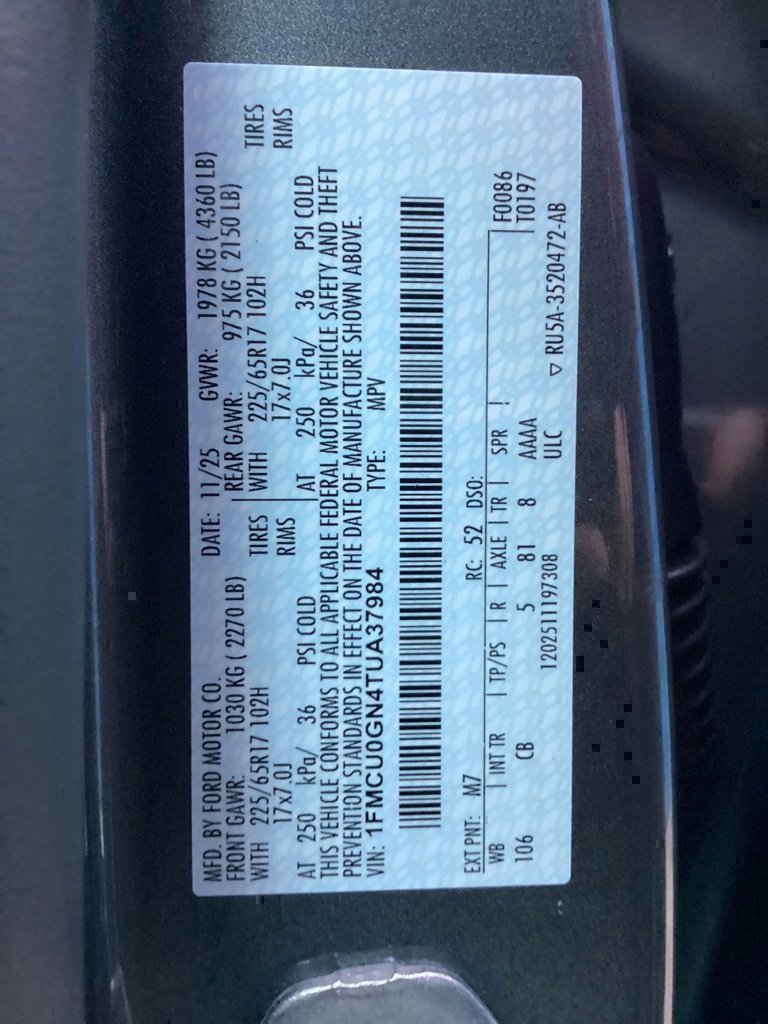 MFD. BY FORD MOTOR CO. DATE: 11/25 GVWR: 1978 KG ( 4360 LB)
FRONT GAWR: 1030 KG ( 2270 LB) REAR GAWR: 975 KG ( 2150 LB)
WITH 225/65R17 102H TIRES WITH 225/65R17 102H TIRES
17x7.0J RIMS 17x7.0J RIMS
AT 250 kPa/ 36 PSI COLD AT 250 kPa/ 36 PSI COLD
THIS VEHICLE CONFORMS TO ALL APPLICABLE FEDERAL MOTOR VEHICLE SAFETY AND THEFT
PREVENTION STANDARDS IN EFFECT ON THE DATE OF MANUFACTURE SHOWN ABOVE.
VIN: 1FMCU0GN4TUA37984 TYPE: MPV
EXT PNT: M7 RC: 52 DSO:
WB | INT TR | TP/PS | R | AXLE | TR | SPR ! F0086
106 CB 5 81 8 AAAA T0197
1202511197308 ULC ▽ RU5A-3520472-AB